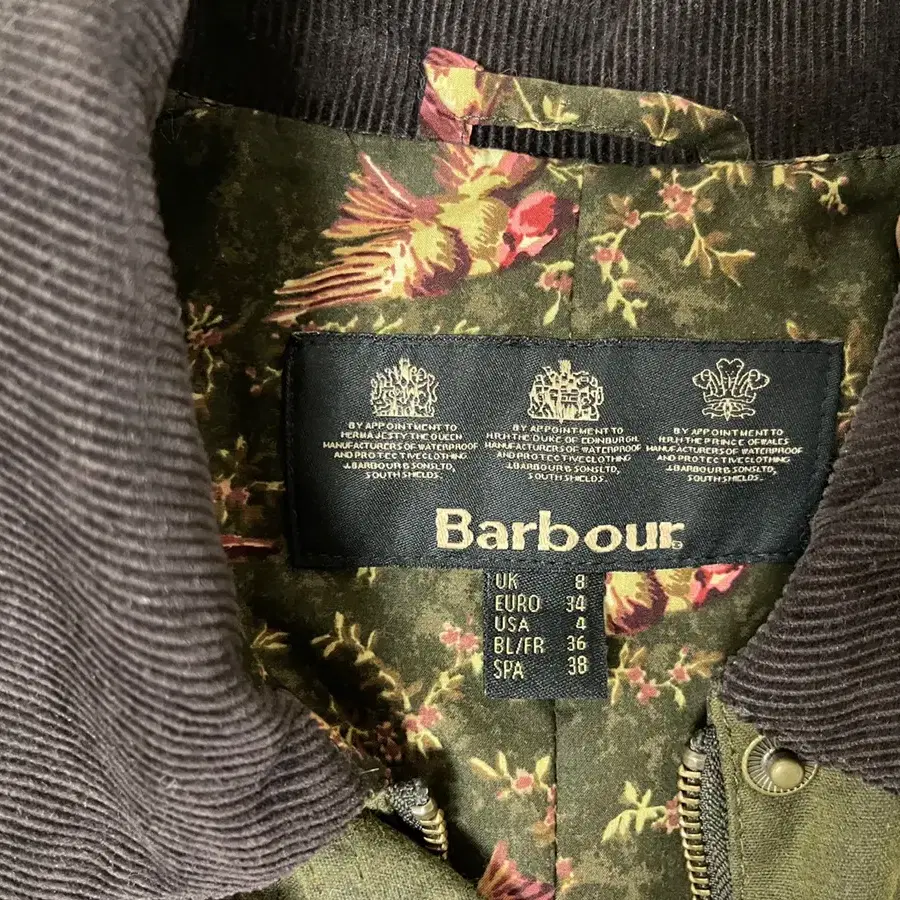 BY APPOINTMENT TO
HER MAJESTY THE QUEEN
MANUFACTURERS OF WATERPROOF
AND PROTECTIVE CLOTHING
J.BARBOUR & SONS LTD,
SOUTH SHIELDS.
BY APPOINTMENT TO
H.R.H THE DUKE OF EDINBURGH,
MANUFACTURERS OF WATERPROOF
AND PROTECTIVE CLOTHING
J.BARBOUR & SONS LTD,
SOUTH SHIELDS.
BY APPOINTMENT TO
H.R.H THE PRINCE OF WALES
MANUFACTURERS OF WATERPROOF
AND PROTECTIVE CLOTHING
J.BARBOUR & SONS LTD,
SOUTH SHIELDS.
Barbour
UK 8
EURO 34
USA 4
BL/FR 36
SPA 38